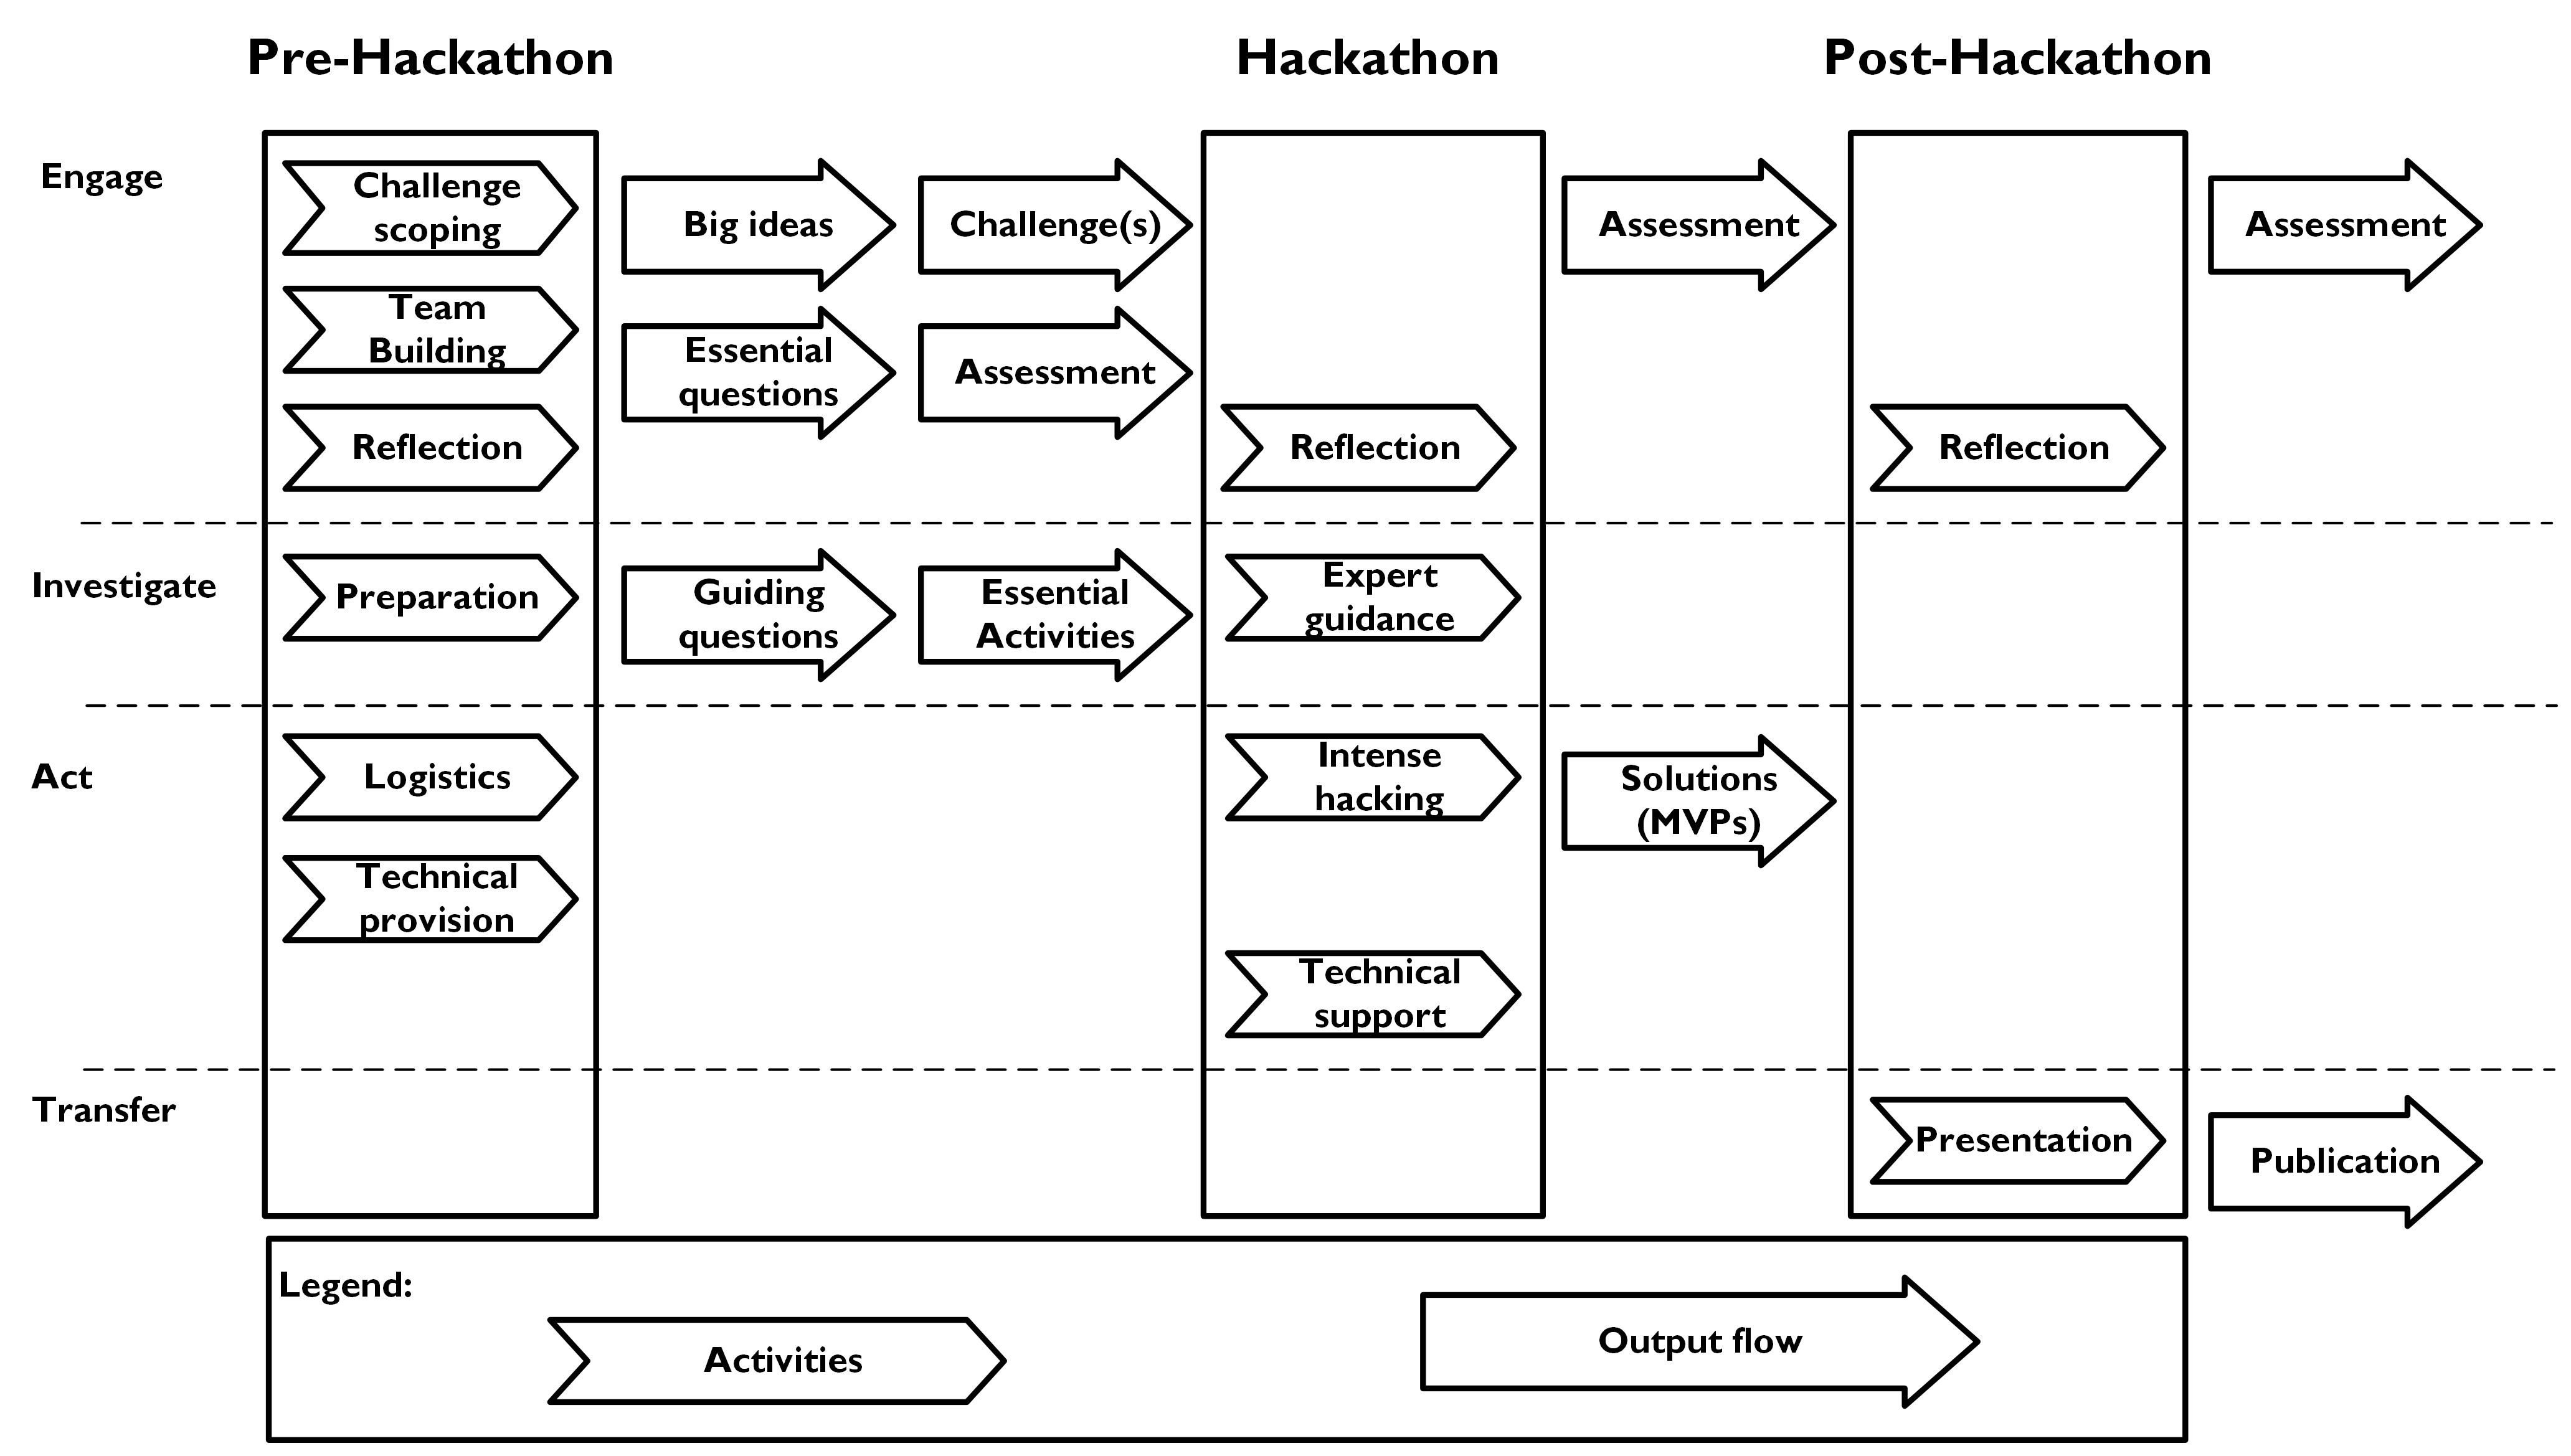 Pre-Hackathon
Hackathon
Post-Hackathon
Engage
Challenge
scoping
Big ideas
Challenge(s)
Assessment
Assessment
Team
Building
Essential
questions
Assessment
Reflection
Reflection
Reflection
Investigate
Preparation
Guiding
questions
Essential
Activities
Expert
guidance
Act
Logistics
Intense
hacking
Solutions
(MVPs)
Technical
provision
Technical
support
Transfer
Presentation
Publication
Legend:
Activities
Output flow